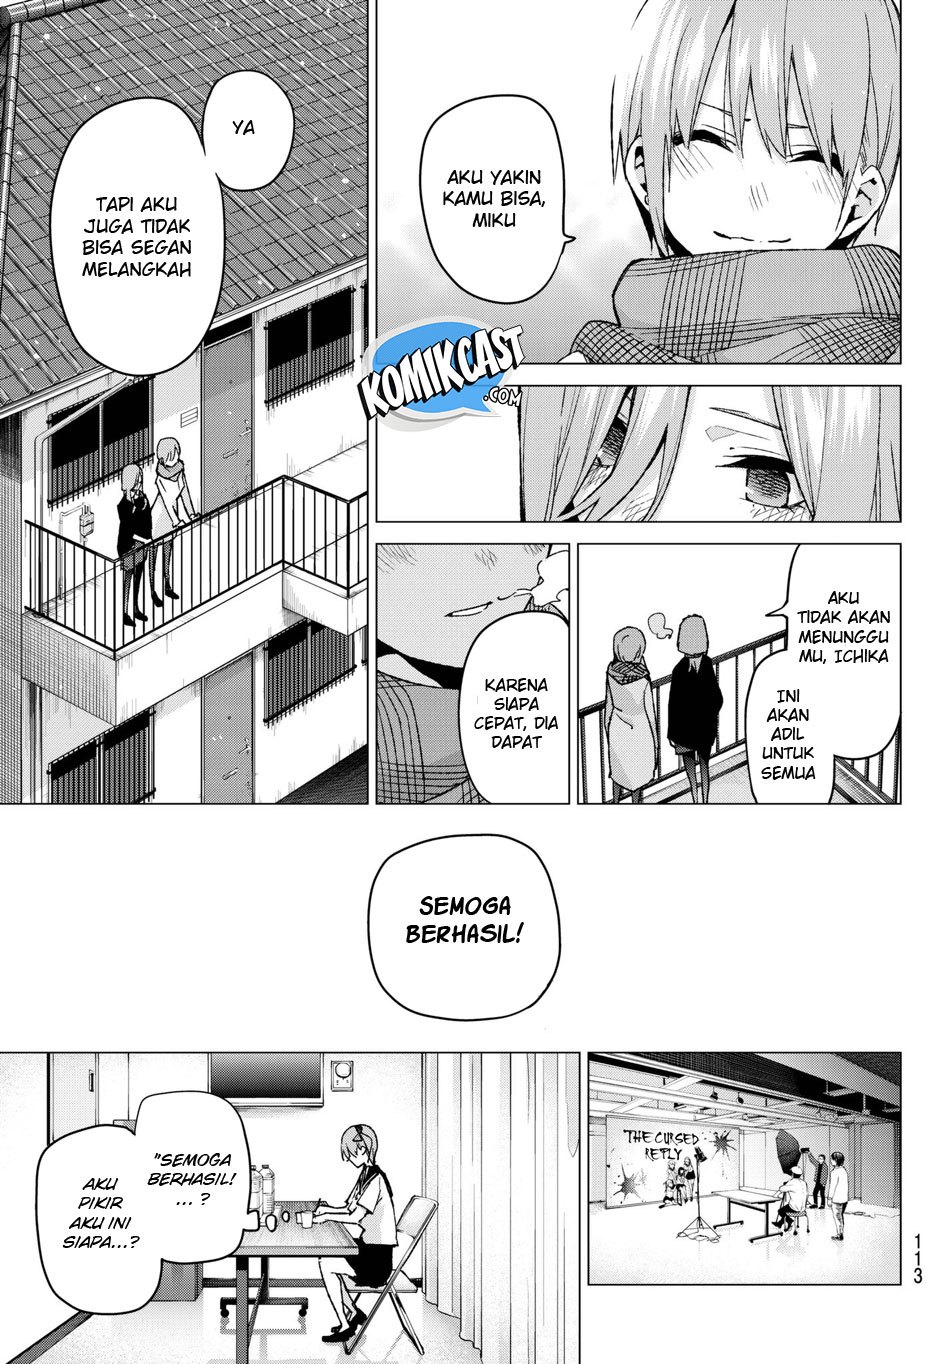 AKU YAKIN
KAMU BISA,
MIKU
YA
TAPI AKU
JUGA TIDAK
BISA SEGAN
MELANGKAH
KOMIKCAST
.COM
AKU
TIDAK AKAN
MENUNGGU
MU, ICHIKA
INI
AKAN
ADIL
UNTUK
SEMUA
KARENA
SIAPA
CEPAT, DIA
DAPAT
SEMOGA
BERHASIL!
THE CURSED
REPLY
"SEMOGA
BERHASIL!
... ?
AKU
PIKIR
AKU INI
SIAPA...?
113